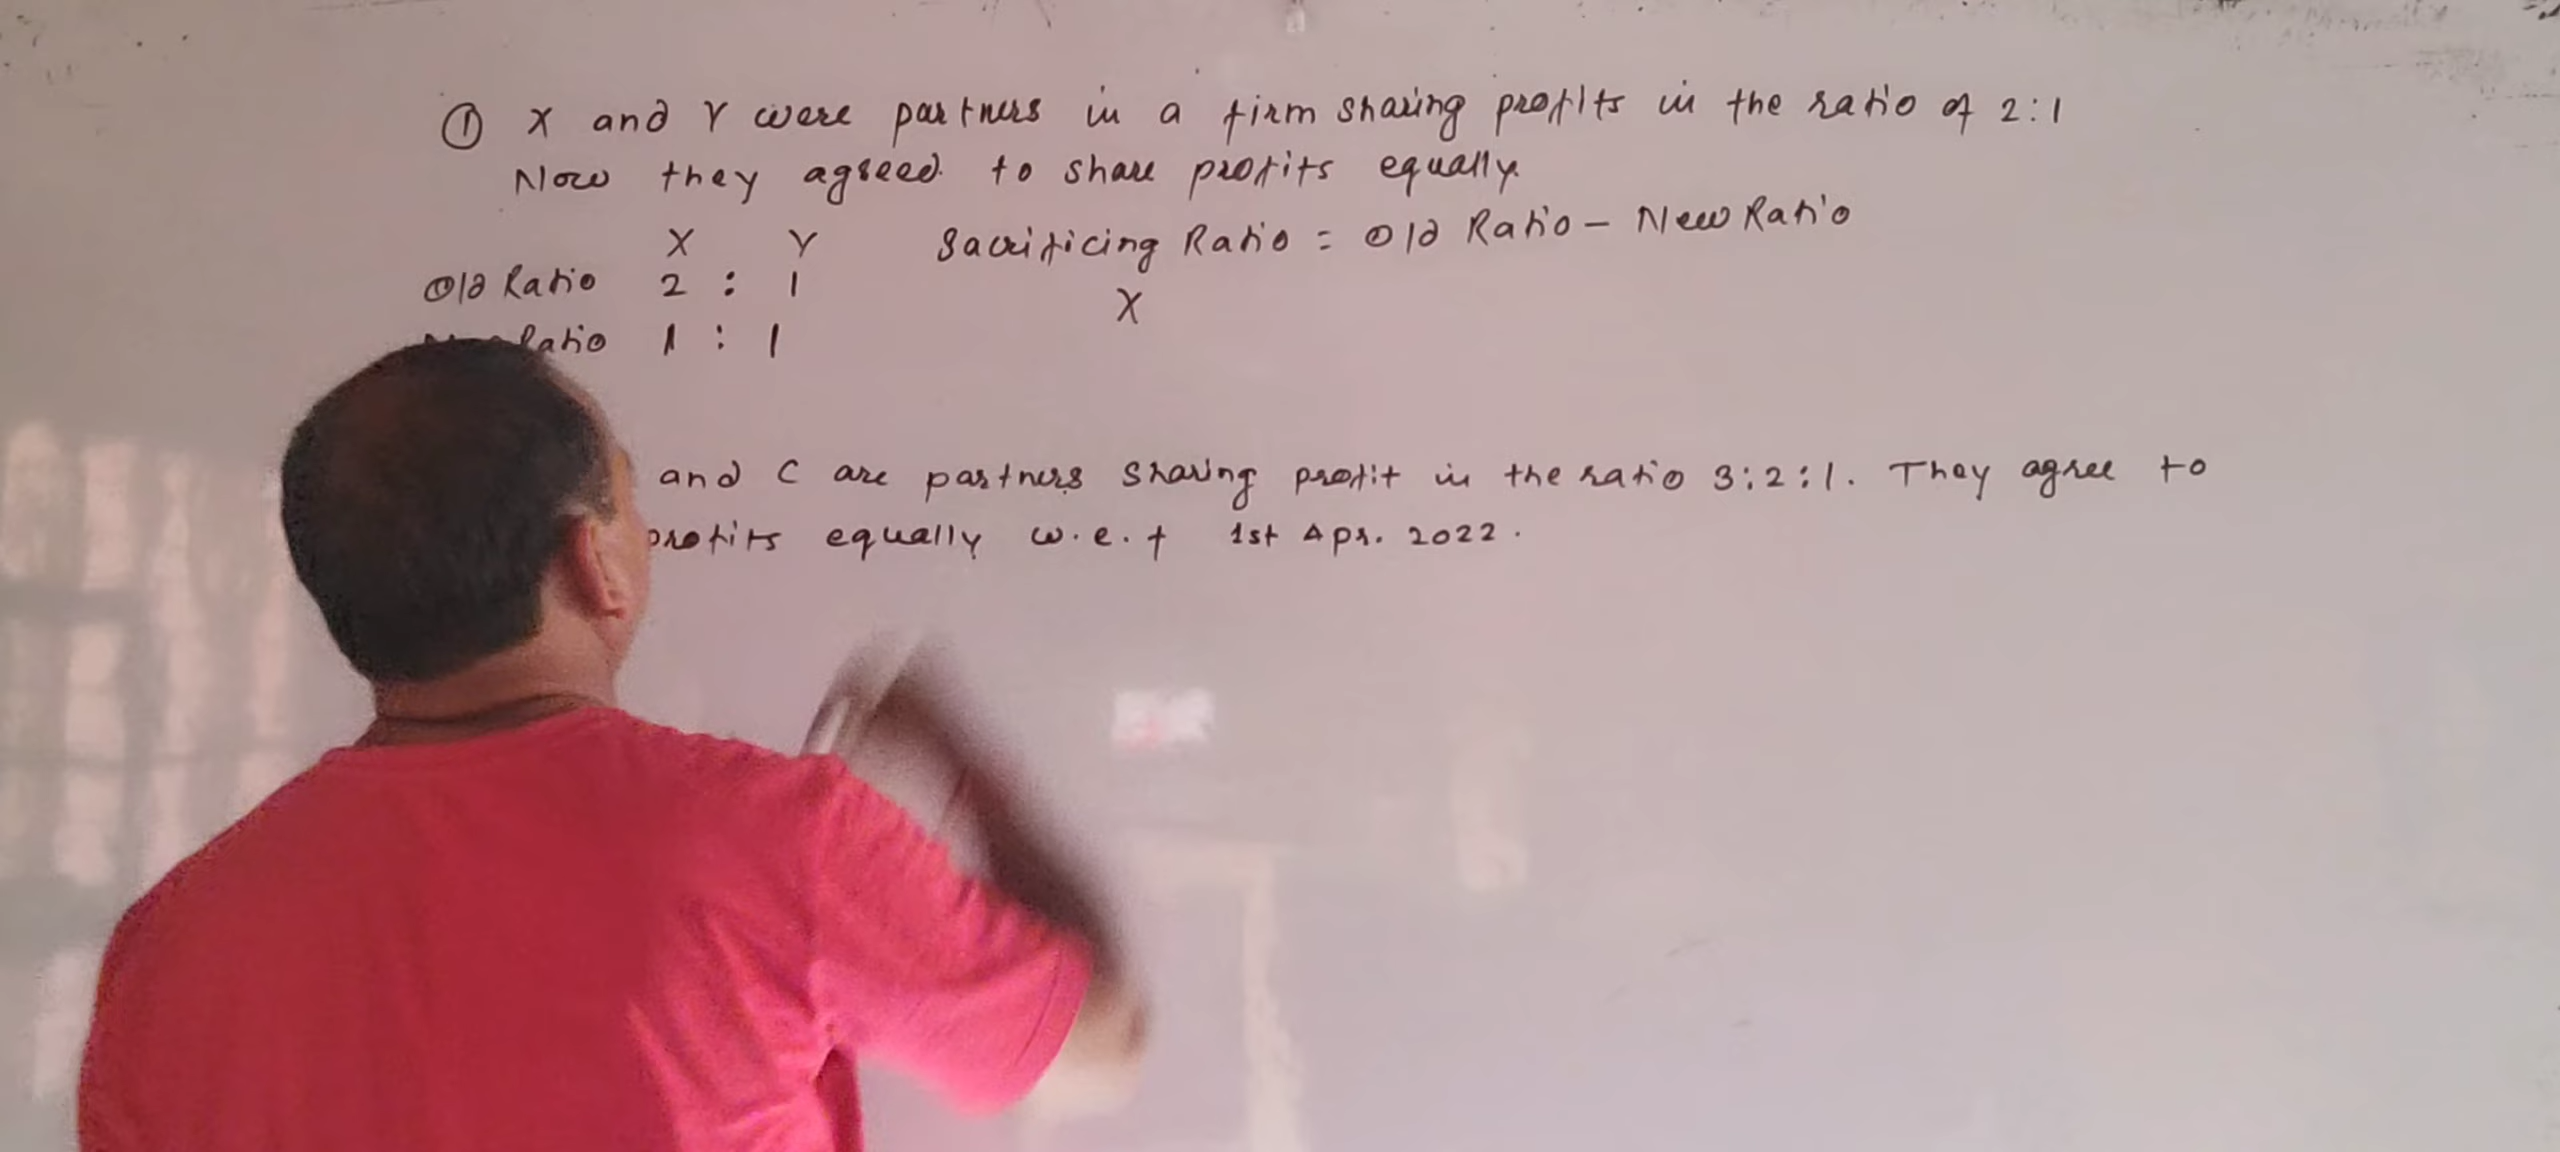 ① X and Y were partners in a firm sharing profits in the ratio of 2:1
Now they agreed to share profits equally.
X Y
Old Ratio 2 : 1
Ratio 1 : 1
Sacrificing Ratio = Old Ratio - New Ratio
X
and C are partners sharing profit in the ratio 3:2:1. They agree to
profits equally w.e.f 1st Apr. 2022.